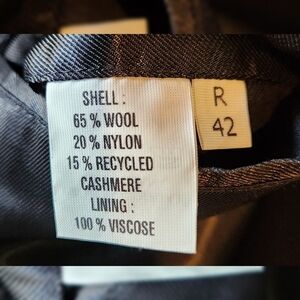 SHELL :
65 % WOOL
20 % NYLON
15 % RECYCLED
CASHMERE
LINING :
100 % VISCOSE
R
42